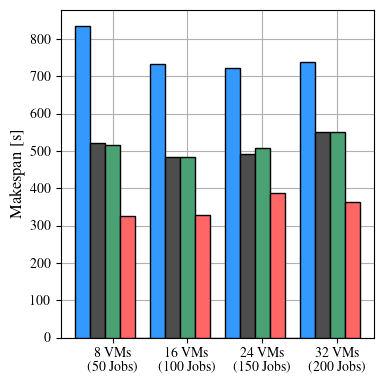 Makespan [s]
800
700
600
500
400
300
200
100
0
8 VMs
(50 Jobs)
16 VMs
(100 Jobs)
24 VMs
(150 Jobs)
32 VMs
(200 Jobs)